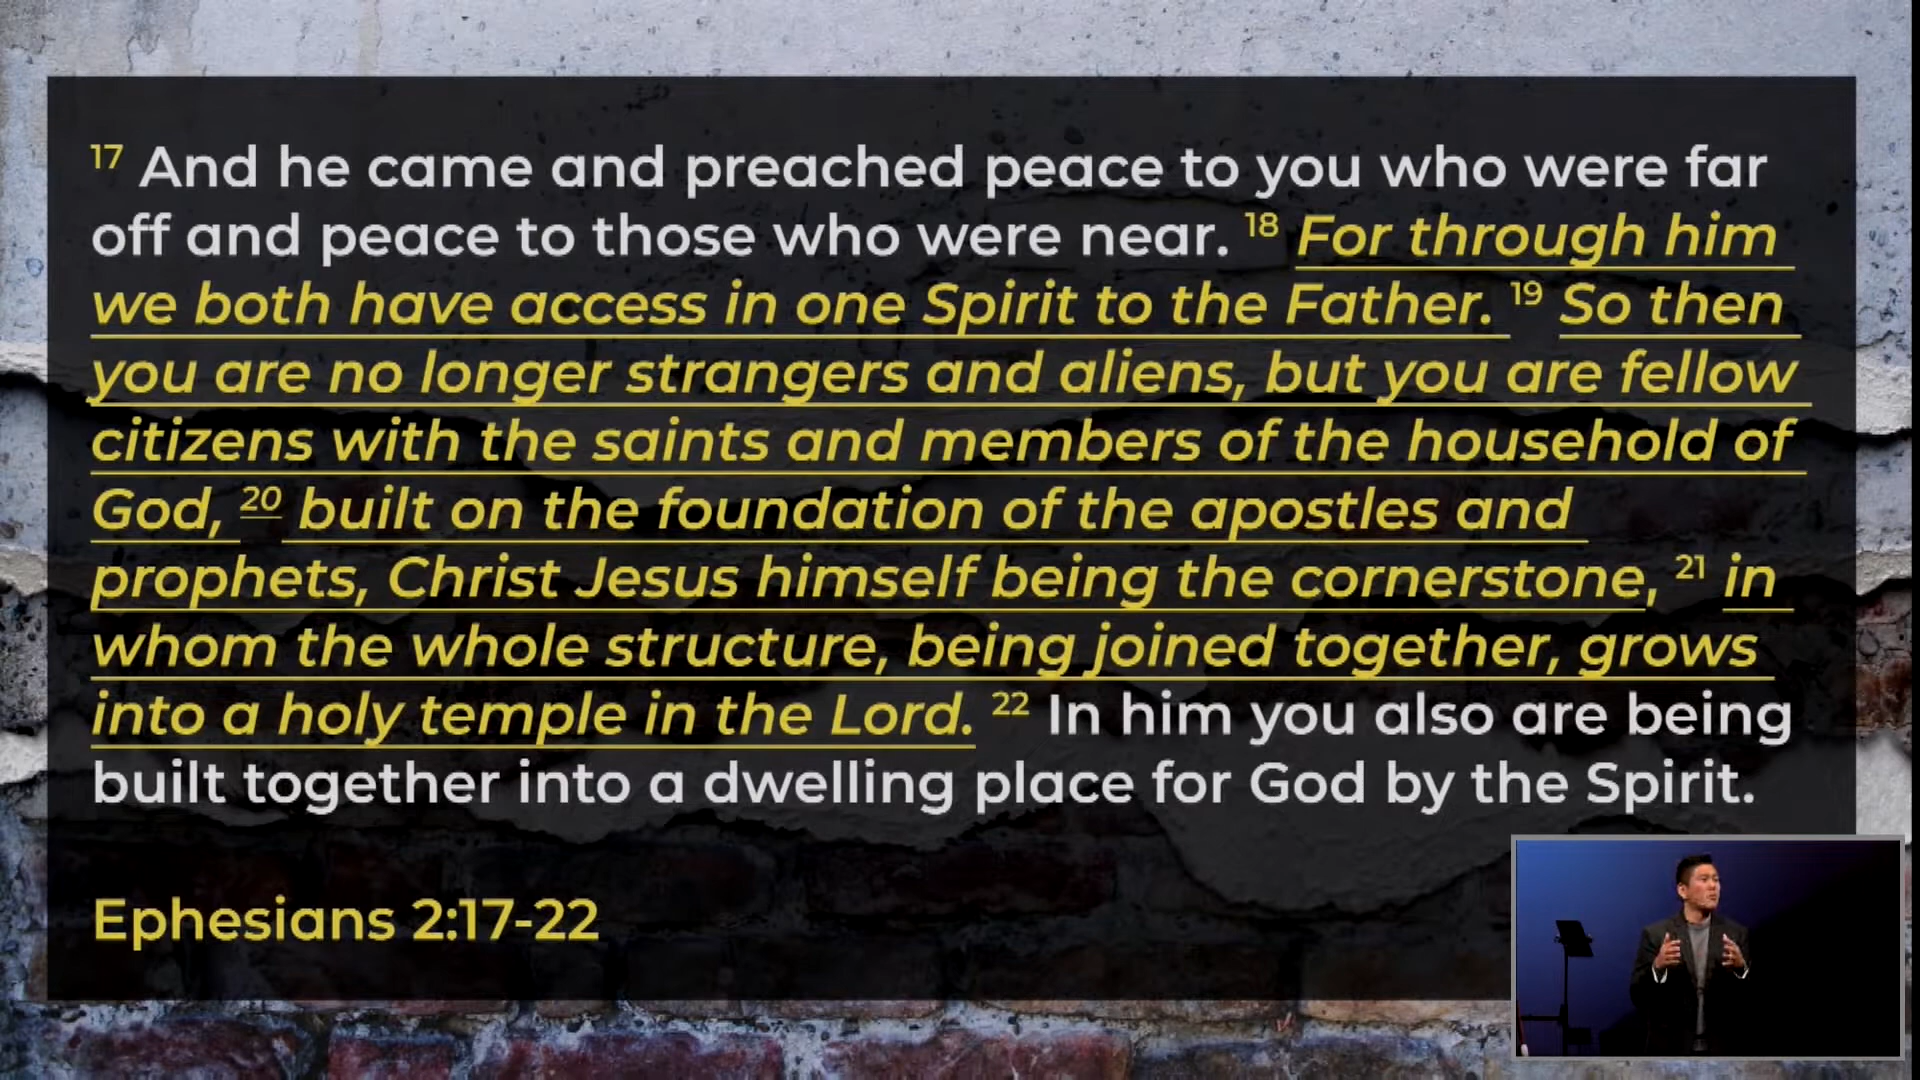 17 And he came and preached peace to you who were far
off and peace to those who were near. 18 For through him
we both have access in one Spirit to the Father. 19 So then
you are no longer strangers and aliens, but you are fellow
citizens with the saints and members of the household of
God, 20 built on the foundation of the apostles and
prophets, Christ Jesus himself being the cornerstone, 21 in
whom the whole structure, being joined together, grows
into a holy temple in the Lord. 22 In him you also are being
built together into a dwelling place for God by the Spirit.
Ephesians 2:17-22